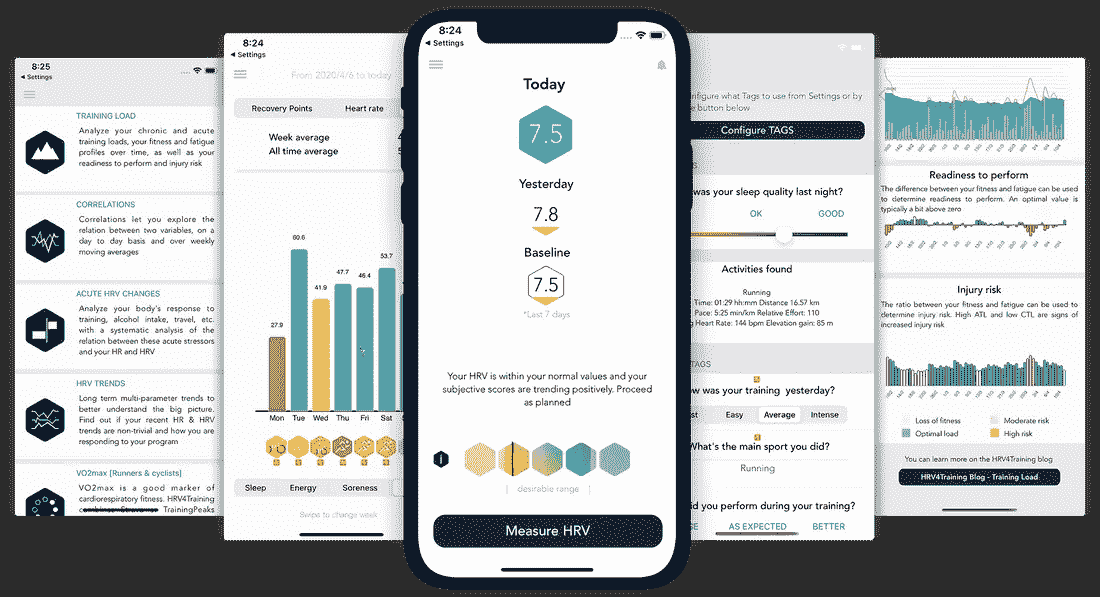 8:25
Settings
TRAINING LOAD
Analyze your chronic and acute
training loads, your fitness and fatigue
profiles over time, as well as your
readiness to perform and injury risk
CORRELATIONS
Correlations let you explore the
relation between two variables, on a
day to day basis and over weekly
moving averages
ACUTE HRV CHANGES
Analyze your body's response to
training, alcohol intake, travel, etc.
with a systematic analysis of the
relation between these acute stressors
and your HR and HRV
HRV TRENDS
Long term multi-parameter trends to
better understand the big picture.
Find out if your recent HR & HRV
trends are non-trivial and how you are
responding to your program
VO2max [Runners & cyclists]
VO2max is a good marker of
cardiorespiratory fitness. HRV4Training
combines Strava TrainingPeaks
8:24
Settings
From 2020/4/6 to today
Recovery Points Heart rate
Week average
All time average
27.9 60.6 41.9 47.7 46.4 53.7
Mon Tue Wed Thu Fri Sat
Sleep Energy Soreness
Swipe to change week
8:24
Settings
Today
7.5
Yesterday
7.8
Baseline
7.5
*Last 7 days
Your HRV is within your normal values and your
subjective scores are trending positively. Proceed
as planned
desirable range
Measure HRV
nfigure what Tags to use from Settings or by
e button below
Configure TAGS
was your sleep quality last night?
OK GOOD
Activities found
Running
Time: 01:29 hh:mm Distance 16.57 km
Pace: 5:25 min/km Relative Effort: 110
g Heart Rate: 144 bpm Elevation gain: 85 m
TAGS
ow was your training yesterday?
st Easy Average Intense
What's the main sport you did?
Running
id you perform during your training?
SE AS EXPECTED BETTER
Readiness to perform
The difference between your fitness and fatigue can be used
to determine readiness to perform. An optimal value is
typically a bit above zero
Injury risk
The ratio between your fitness and fatigue can be used to
determine injury risk. High ATL and low CTL are signs of
increased injury risk
Loss of fitness Moderate risk
Optimal load High risk
You can learn more on the HRV4Training blog
HRV4Training Blog - Training Load